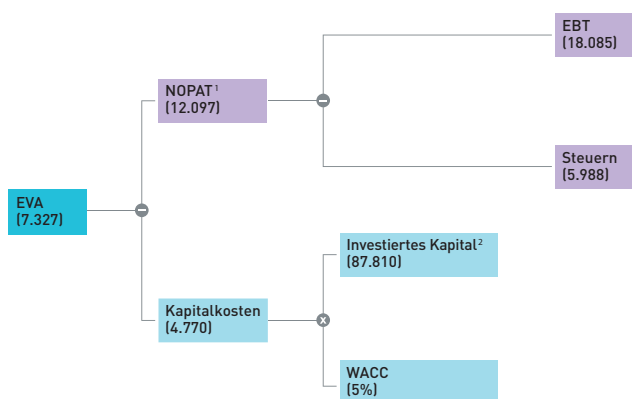 EBT
(18.085)
NOPAT¹
(12.097)
Steuern
(5.988)
EVA
(7.327)
Investiertes Kapital²
(87.810)
Kapitalkosten
(4.770)
WACC
(5%)